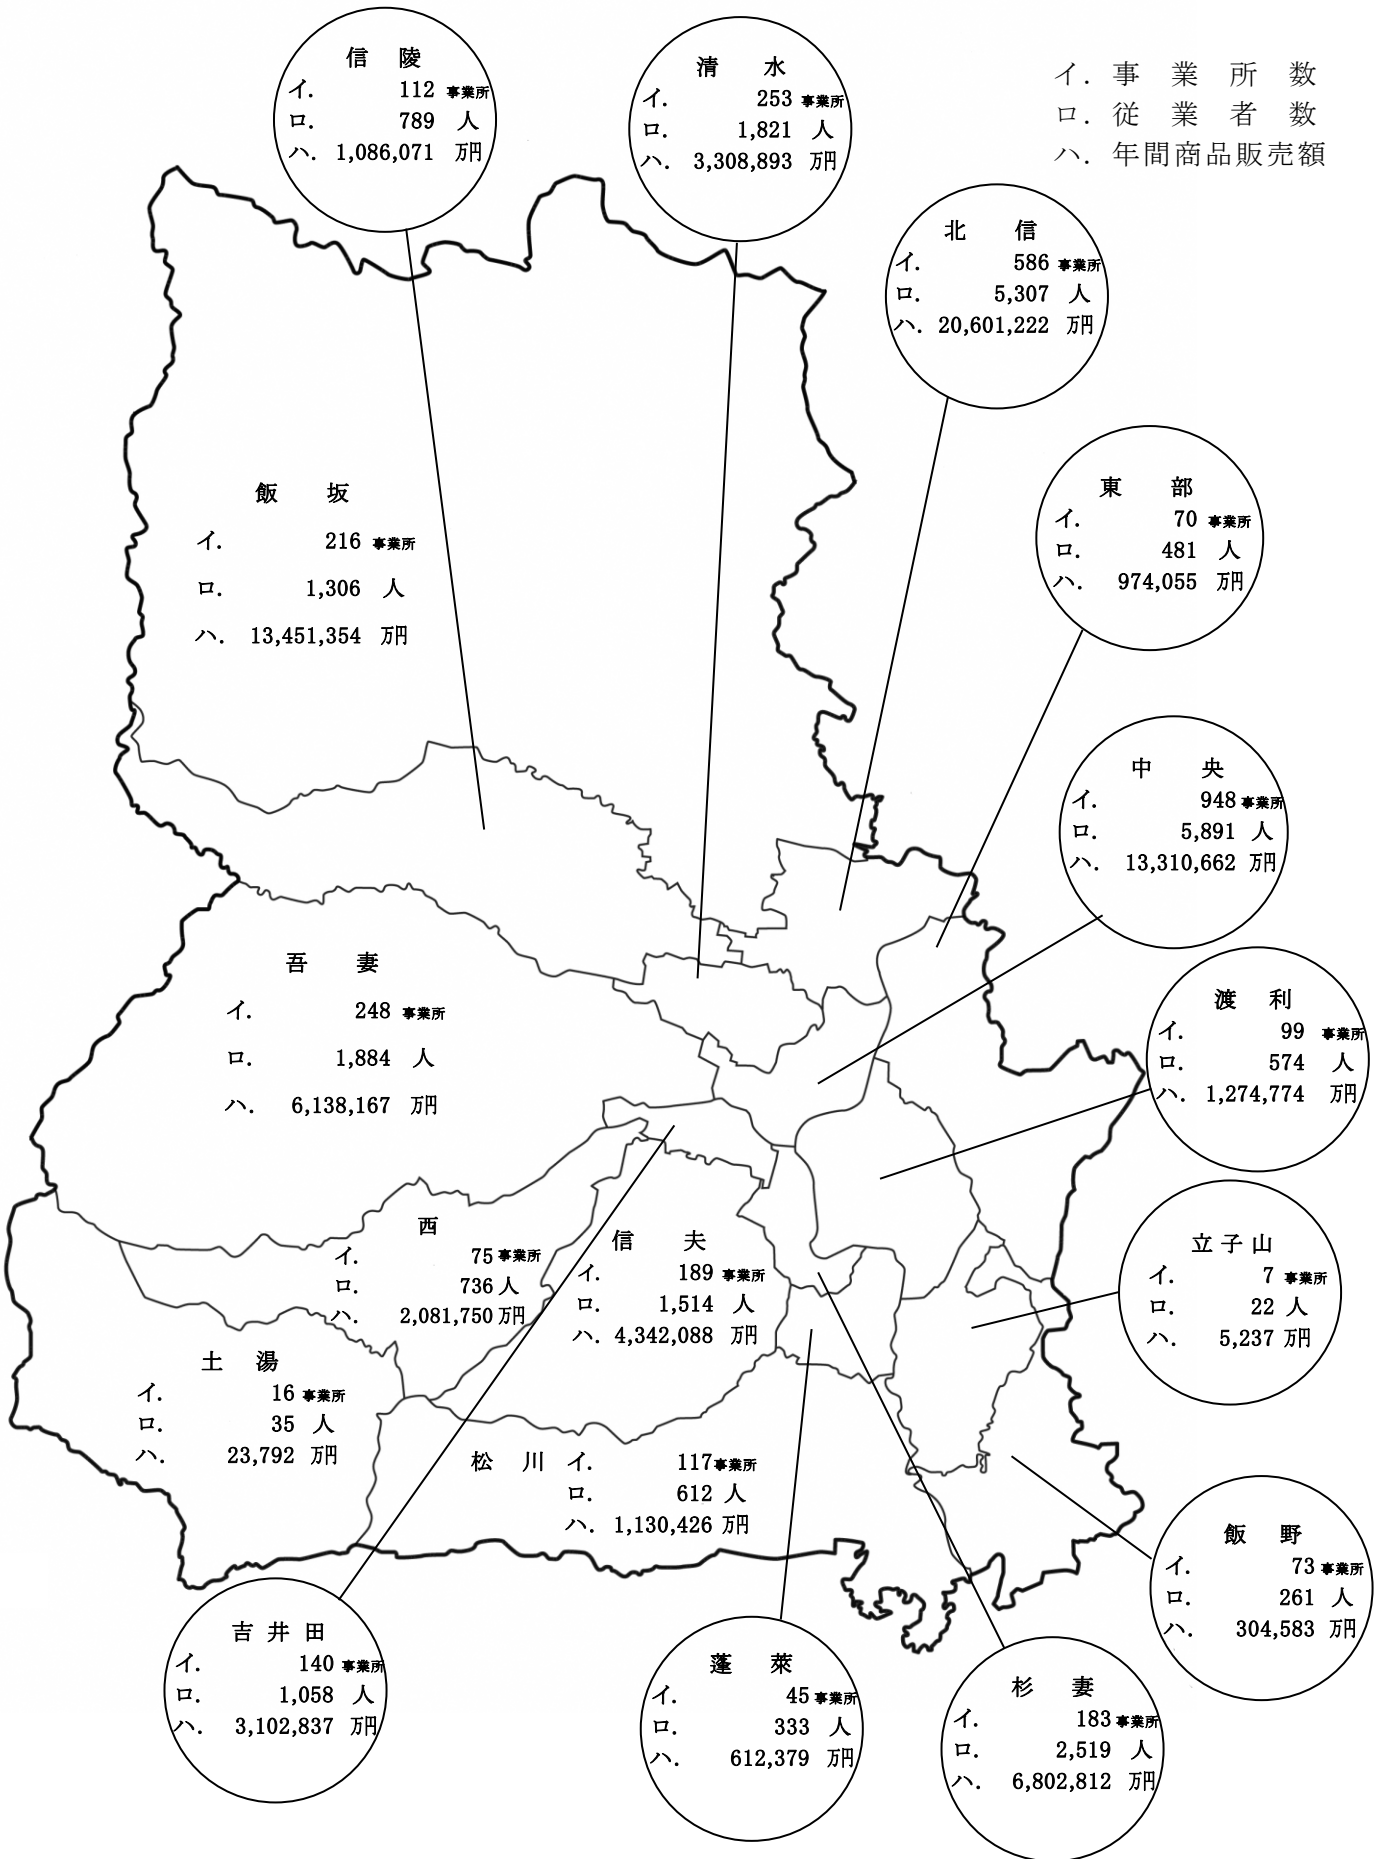 イ. 事業所数
ロ. 従業者数
ハ. 年間商品販売額
信陵
イ. 112 事業所
ロ. 789 人
ハ. 1,086,071 万円
清水
イ. 253 事業所
ロ. 1,821 人
ハ. 3,308,893 万円
北信
イ. 586 事業所
ロ. 5,307 人
ハ. 20,601,222 万円
東部
イ. 70 事業所
ロ. 481 人
ハ. 974,055 万円
飯坂
イ. 216 事業所
ロ. 1,306 人
ハ. 13,451,354 万円
中央
イ. 948 事業所
ロ. 5,891 人
ハ. 13,310,662 万円
吾妻
イ. 248 事業所
ロ. 1,884 人
ハ. 6,138,167 万円
渡利
イ. 99 事業所
ロ. 574 人
ハ. 1,274,774 万円
西
イ. 75 事業所
ロ. 736 人
ハ. 2,081,750 万円
信夫
イ. 189 事業所
ロ. 1,514 人
ハ. 4,342,088 万円
立子山
イ. 7 事業所
ロ. 22 人
ハ. 5,237 万円
土湯
イ. 16 事業所
ロ. 35 人
ハ. 23,792 万円
松川 イ. 117 事業所
ロ. 612 人
ハ. 1,130,426 万円
飯野
イ. 73 事業所
ロ. 261 人
ハ. 304,583 万円
吉井田
イ. 140 事業所
ロ. 1,058 人
ハ. 3,102,837 万円
蓬萊
イ. 45 事業所
ロ. 333 人
ハ. 612,379 万円
杉妻
イ. 183 事業所
ロ. 2,519 人
ハ. 6,802,812 万円